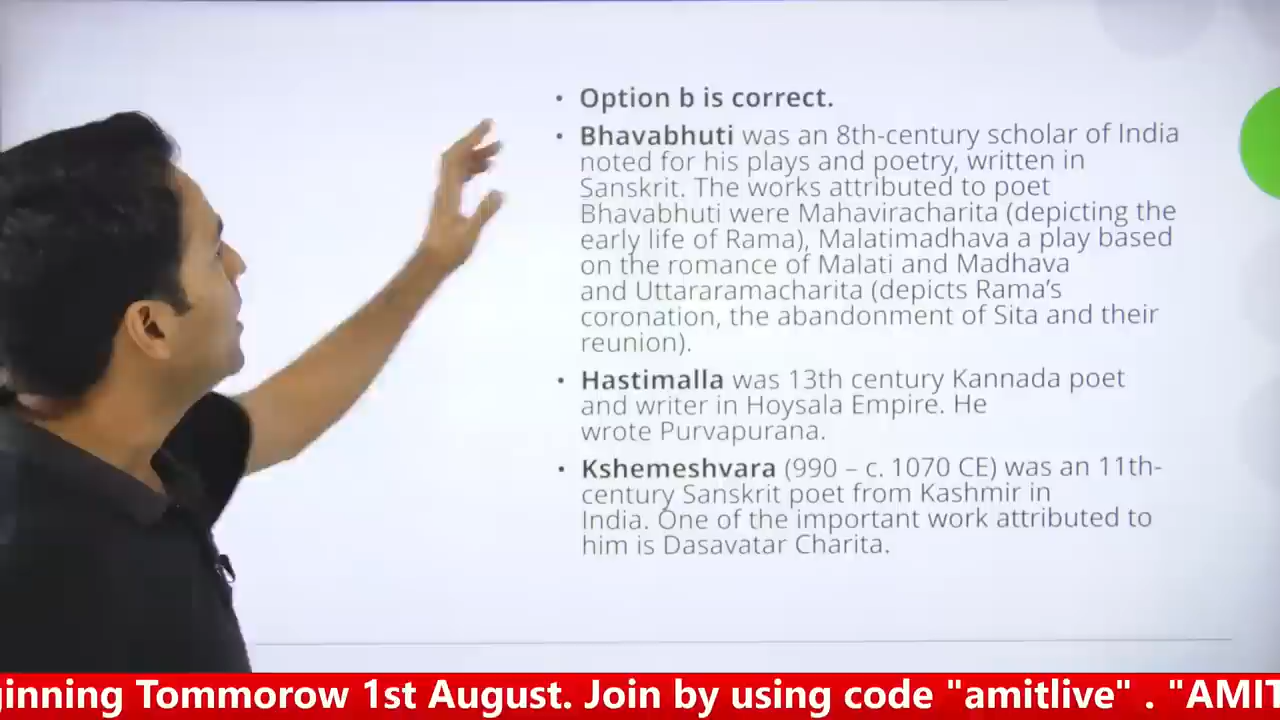 • Option b is correct.
• Bhavabhuti was an 8th-century scholar of India
noted for his plays and poetry, written in
Sanskrit. The works attributed to poet
Bhavabhuti were Mahaviracharita (depicting the
early life of Rama), Malatimadhava a play based
on the romance of Malati and Madhava
and Uttararamacharita (depicts Rama’s
coronation, the abandonment of Sita and their
reunion).
• Hastimalla was 13th century Kannada poet
and writer in Hoysala Empire. He
wrote Purvapurana.
• Kshemeshvara (990 – c. 1070 CE) was an 11th-
century Sanskrit poet from Kashmir in
India. One of the important work attributed to
him is Dasavatar Charita.
ginning Tommorow 1st August. Join by using code "amitlive" . "AMIT